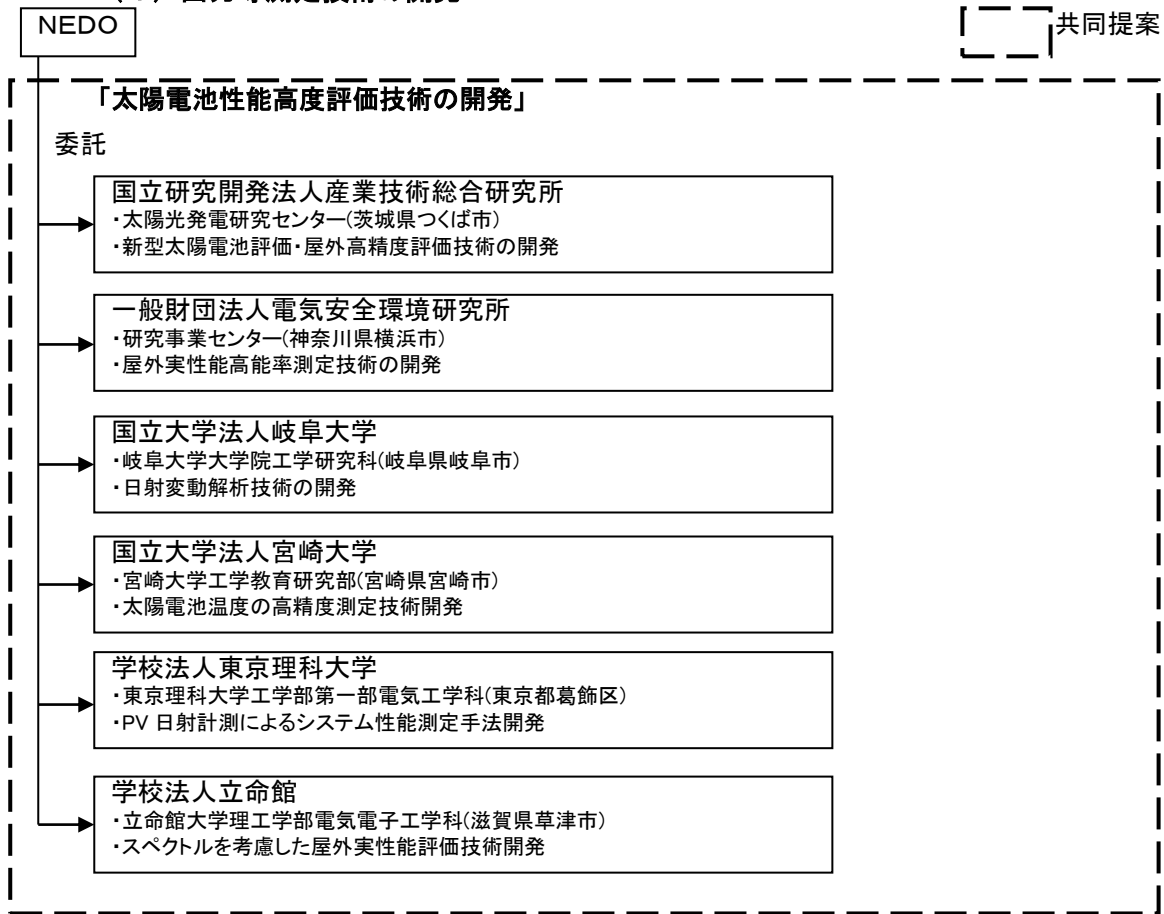 NEDO
共同提案
「太陽電池性能高度評価技術の開発」
委託
国立研究開発法人産業技術総合研究所
・太陽光発電研究センター(茨城県つくば市)
・新型太陽電池評価・屋外高精度評価技術の開発
一般財団法人電気安全環境研究所
・研究事業センター(神奈川県横浜市)
・屋外実性能高能率測定技術の開発
国立大学法人岐阜大学
・岐阜大学大学院工学研究科(岐阜県岐阜市)
・日射変動解析技術の開発
国立大学法人宮崎大学
・宮崎大学工学教育研究部(宮崎県宮崎市)
・太陽電池温度の高精度測定技術開発
学校法人東京理科大学
・東京理科大学工学部第一部電気工学科(東京都葛飾区)
・PV 日射計測によるシステム性能測定手法開発
学校法人立命館
・立命館大学理工学部電気電子工学科(滋賀県草津市)
・スペクトルを考慮した屋外実性能評価技術開発